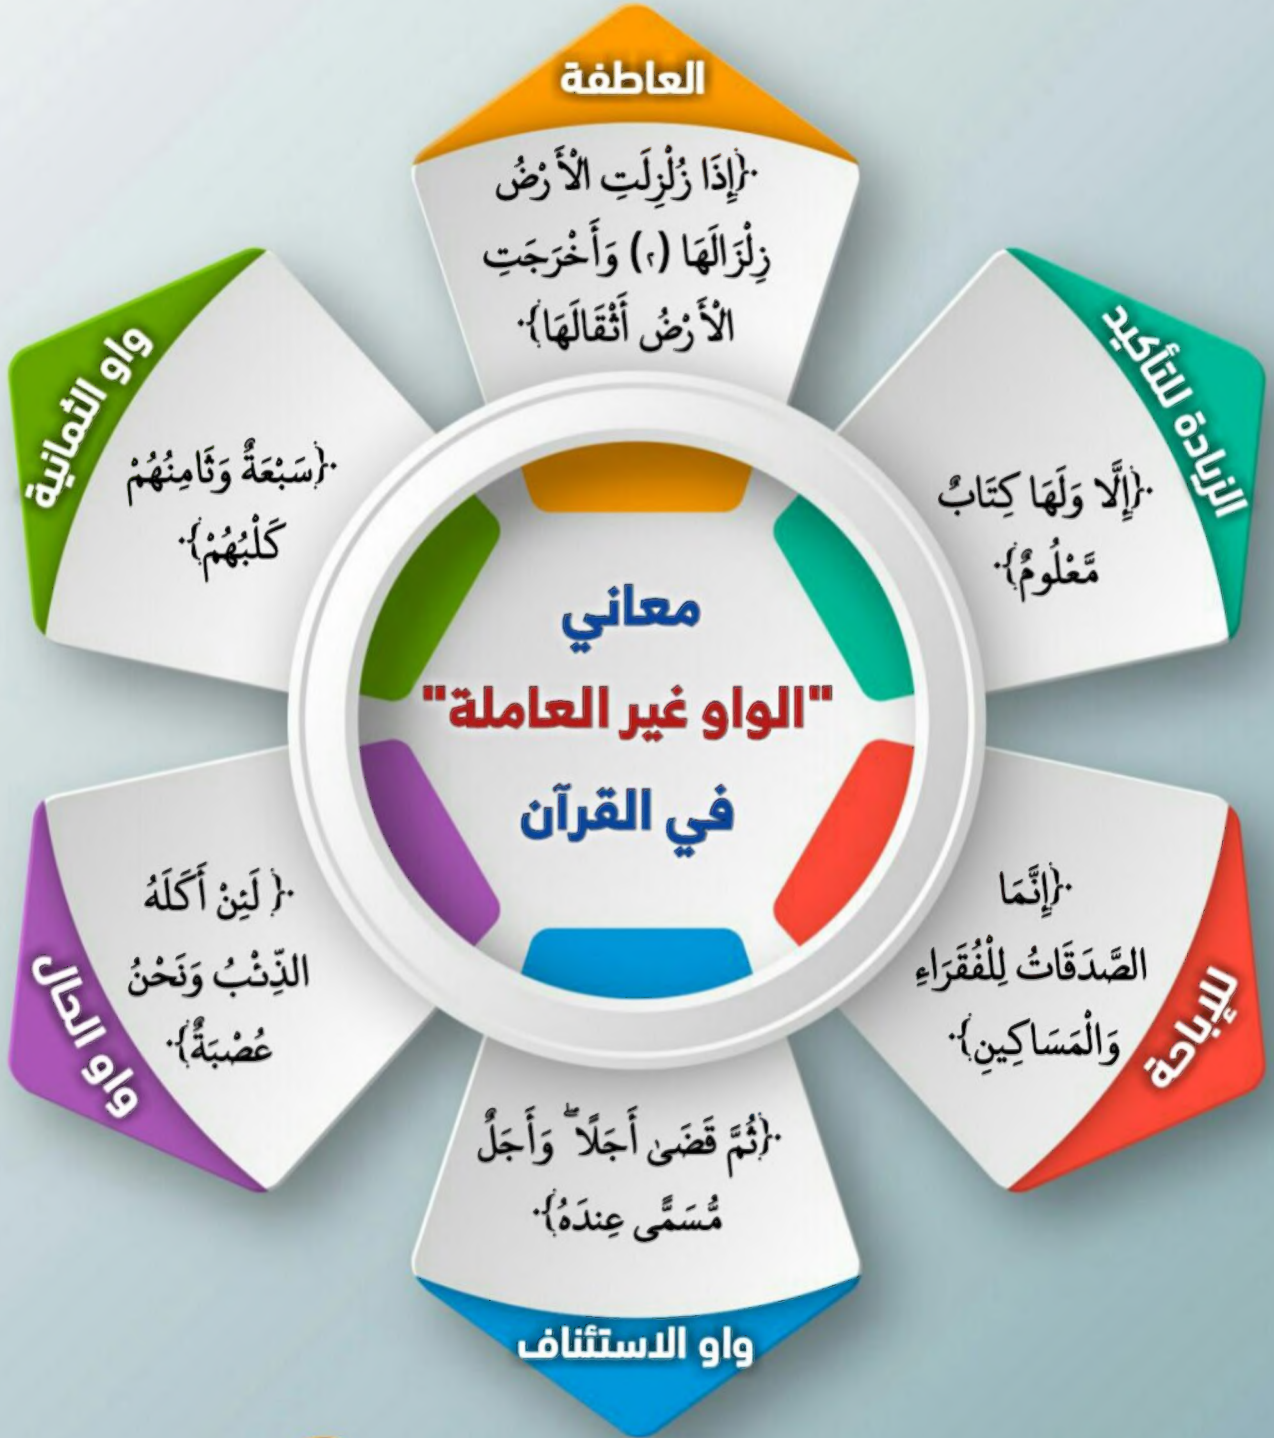 معاني
"الواو غير العاملة"
في القرآن
العاطفة
{إِذَا زُلْزِلَتِ الْأَرْضُ
زِلْزَالَهَا (٢) وَأَخْرَجَتِ
الْأَرْضُ أَثْقَالَهَا}
الزيادة للتأكيد
{إِلَّا وَلَهَا كِتَابٌ
مَّعْلُومٌ}
للإباحة
{إِنَّمَا
الصَّدَقَاتُ لِلْفُقَرَاءِ
وَالْمَسَاكِينِ}
{ثُمَّ قَضَىٰ أَجَلًا ۖ وَأَجَلٌ
مُّسَمًّى عِندَهُ}
واو الاستئناف
واو الحال
{ لَئِنْ أَكَلَهُ
الذِّئْبُ وَنَحْنُ
عُصْبَةٌ}
واو الثمانية
{سَبْعَةٌ وَثَامِنُهُمْ
كَلْبُهُمْ}